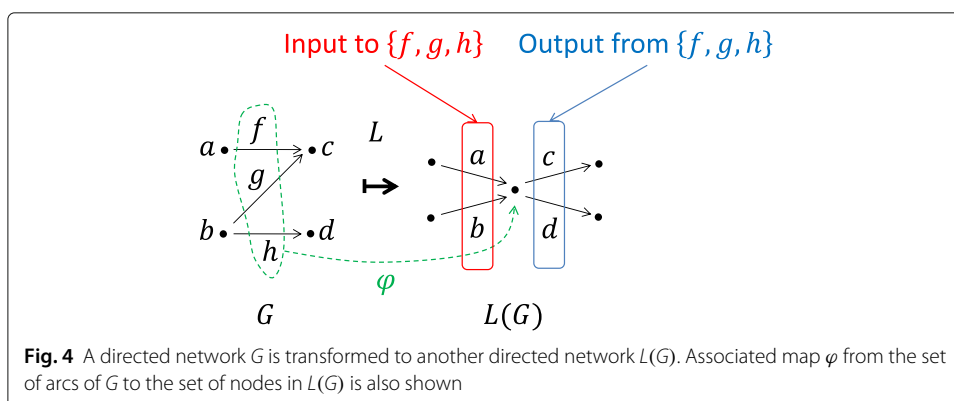 Input to {f, g, h} Output from {f, g, h}
f L
a c a c
g
b d b d
h
φ
G L(G)
Fig. 4 A directed network G is transformed to another directed network L(G). Associated map φ from the set
of arcs of G to the set of nodes in L(G) is also shown